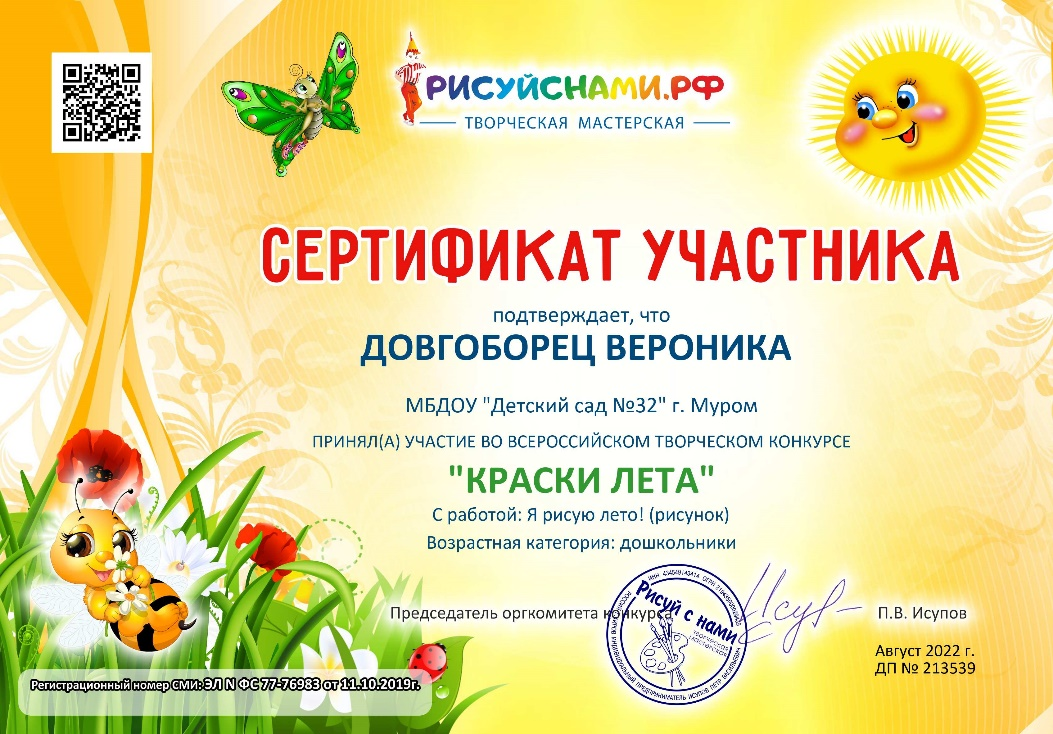 РИСУЙСНАМИ.РФ
ТВОРЧЕСКАЯ МАСТЕРСКАЯ
СЕРТИФИКАТ УЧАСТНИКА
подтверждает, что
ДОВГОБОРЕЦ ВЕРОНИКА
МБДОУ "Детский сад №32" г. Муром
ПРИНЯЛ(А) УЧАСТИЕ ВО ВСЕРОССИЙСКОМ ТВОРЧЕСКОМ КОНКУРСЕ
"КРАСКИ ЛЕТА"
С работой: Я рисую лето! (рисунок)
Возрастная категория: дошкольники
Председатель оргкомитета конкурса
Рисуй с нами
ТВОРЧЕСКАЯ
МАСТЕРСКАЯ
П.В. Исупов
Август 2022 г.
ДП № 213539
Регистрационный номер СМИ: ЭЛ N ФС 77-76983 от 11.10.2019г.